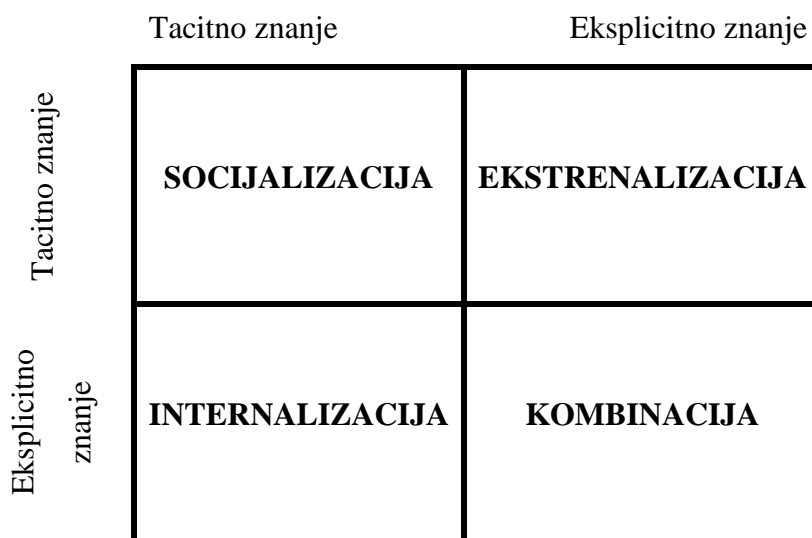 Tacitno znanje Eksplicitno znanje
Tacitno znanje
SOCIJALIZACIJA EKSTRENALIZACIJA
Eksplicitno
znanje
INTERNALIZACIJA KOMBINACIJA